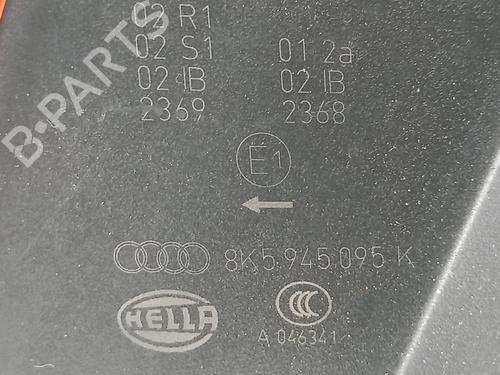 02 R1
02 S1 01 2a
02 IB 02 IB
2369 2368
E1
8K5.945.095 K
HELLA
CCC
A 046341
B-PARTS